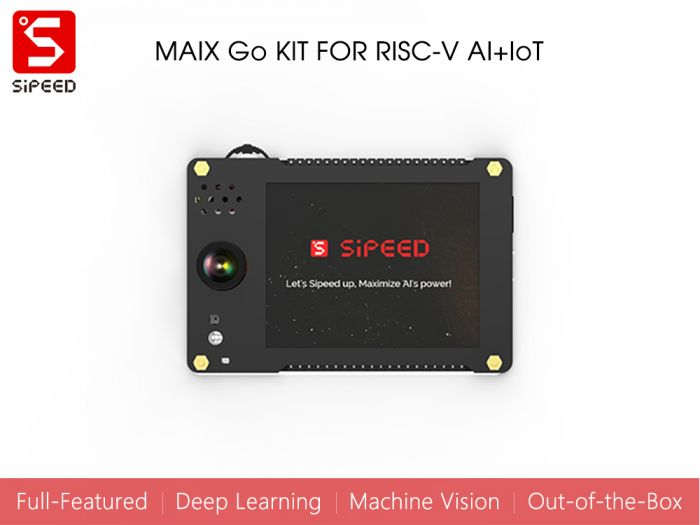 SiPEED
MAIX Go KIT FOR RISC-V AI+IoT
S SiPEED
Let's Sipeed up, Maximize AI's power!
Full-Featured | Deep Learning | Machine Vision | Out-of-the-Box